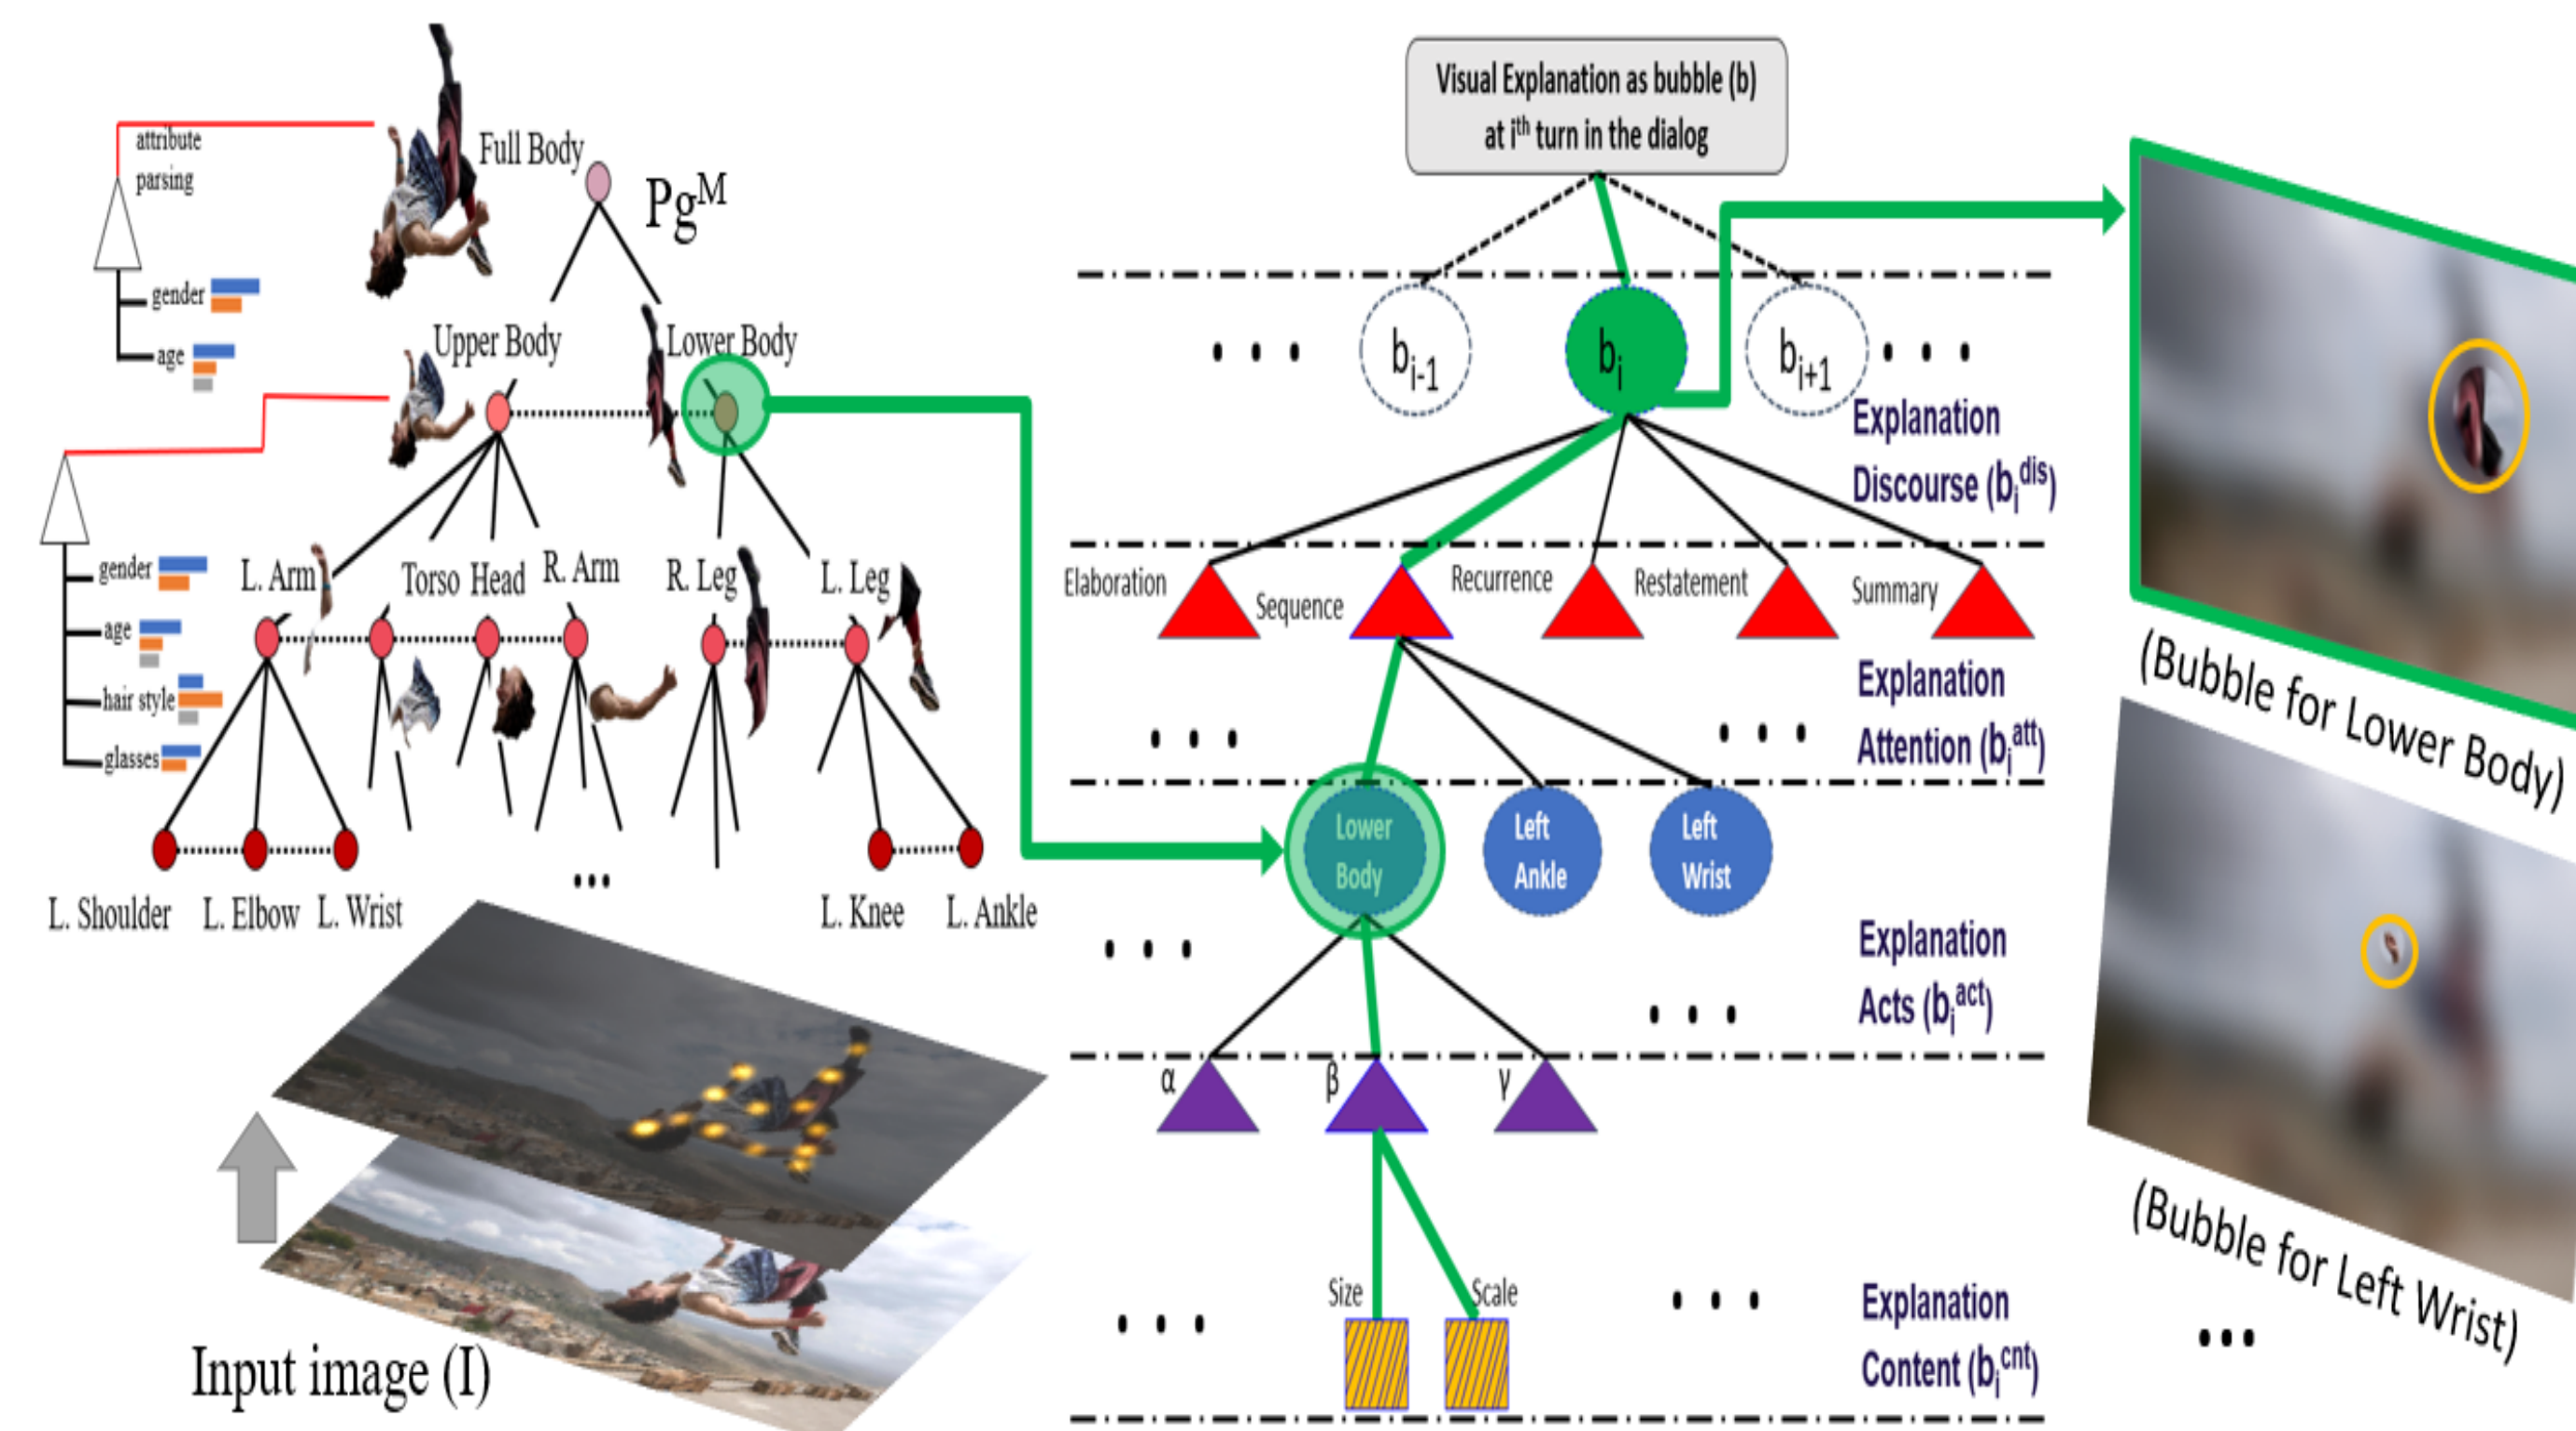 attribute
parsing
gender
age
Full Body
Pg^M
Upper Body
Lower Body
gender
age
hair style
glasses
L. Arm
Torso
Head
R. Arm
R. Leg
L. Leg
L. Shoulder
L. Elbow
L. Wrist
...
L. Knee
L. Ankle
Input image (I)
Visual Explanation as bubble (b)
at i^th turn in the dialog
. . .
b_i-1
b_i
b_i+1
. . .
Explanation
Discourse (b_i^dis)
Elaboration
Sequence
Recurrence
Restatement
Summary
. . .
. . .
Explanation
Attention (b_i^att)
Lower
Body
Left
Ankle
Left
Wrist
. . .
. . .
Explanation
Acts (b_i^act)
α
β
γ
Size
Scale
. . .
. . .
Explanation
Content (b_i^cnt)
(Bubble for Lower Body)
(Bubble for Left Wrist)
...